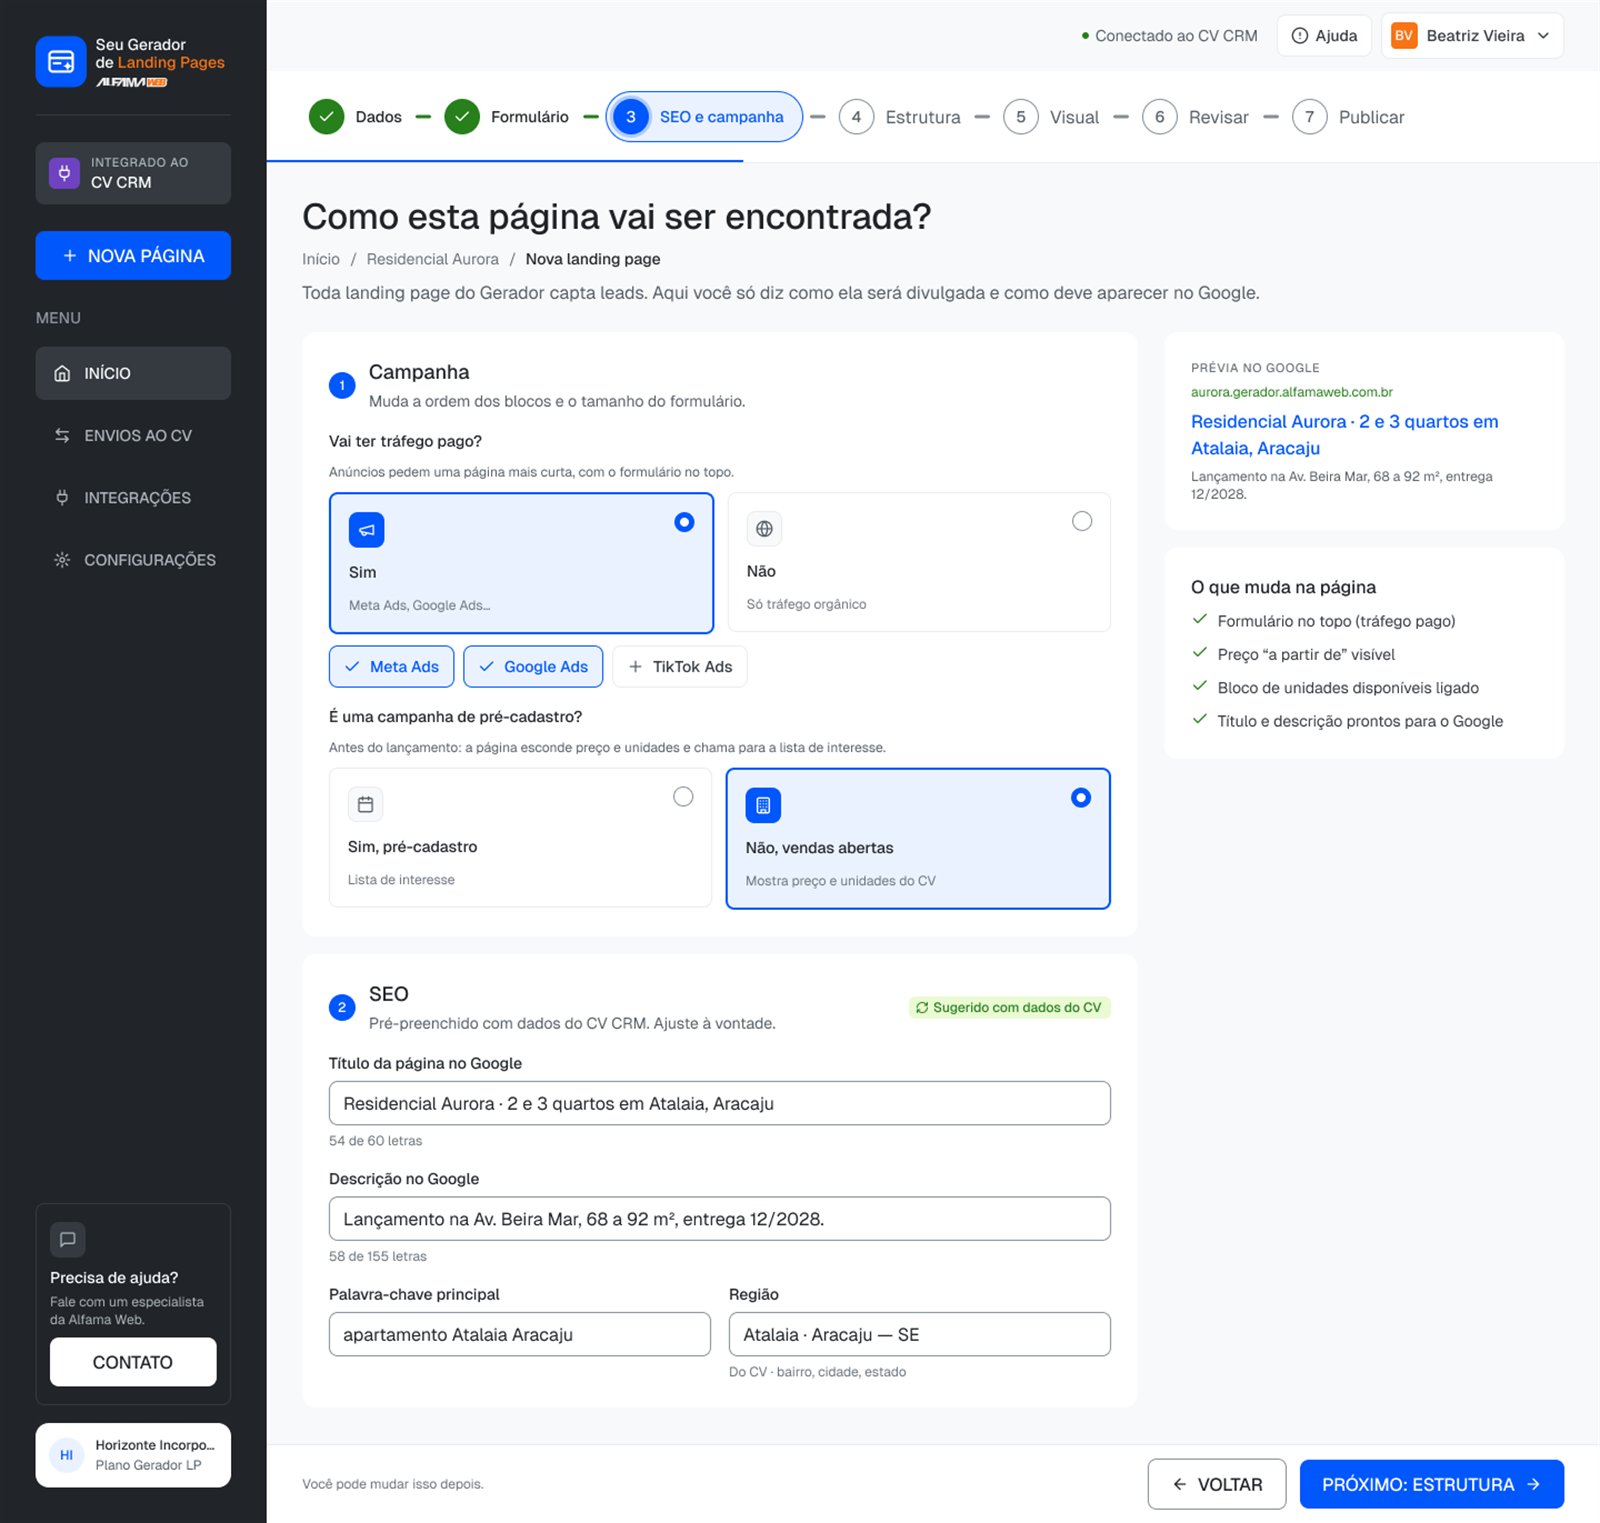 Seu Gerador
de Landing Pages
ALFAMA WEB
INTEGRADO AO
CV CRM
+ NOVA PÁGINA
MENU
INÍCIO
ENVIOS AO CV
INTEGRAÇÕES
CONFIGURAÇÕES
Precisa de ajuda?
Fale com um especialista
da Alfama Web.
CONTATO
HI
Horizonte Incorpo...
Plano Gerador LP
Conectado ao CV CRM
Ajuda
BV
Beatriz Vieira
Dados
Formulário
3 SEO e campanha
4 Estrutura
5 Visual
6 Revisar
7 Publicar
Como esta página vai ser encontrada?
Início / Residencial Aurora / Nova landing page
Toda landing page do Gerador capta leads. Aqui você só diz como ela será divulgada e como deve aparecer no Google.
1
Campanha
Muda a ordem dos blocos e o tamanho do formulário.
Vai ter tráfego pago?
Anúncios pedem uma página mais curta, com o formulário no topo.
Sim
Meta Ads, Google Ads...
Não
Só tráfego orgânico
Meta Ads
Google Ads
+ TikTok Ads
É uma campanha de pré-cadastro?
Antes do lançamento: a página esconde preço e unidades e chama para a lista de interesse.
Sim, pré-cadastro
Lista de interesse
Não, vendas abertas
Mostra preço e unidades do CV
2
SEO
Pré-preenchido com dados do CV CRM. Ajuste à vontade.
Sugerido com dados do CV
Título da página no Google
Residencial Aurora · 2 e 3 quartos em Atalaia, Aracaju
54 de 60 letras
Descrição no Google
Lançamento na Av. Beira Mar, 68 a 92 m², entrega 12/2028.
58 de 155 letras
Palavra-chave principal
apartamento Atalaia Aracaju
Região
Atalaia · Aracaju — SE
Do CV · bairro, cidade, estado
PRÉVIA NO GOOGLE
aurora.gerador.alfamaweb.com.br
Residencial Aurora · 2 e 3 quartos em
Atalaia, Aracaju
Lançamento na Av. Beira Mar, 68 a 92 m², entrega
12/2028.
O que muda na página
Formulário no topo (tráfego pago)
Preço “a partir de” visível
Bloco de unidades disponíveis ligado
Título e descrição prontos para o Google
Você pode mudar isso depois.
← VOLTAR
PRÓXIMO: ESTRUTURA →